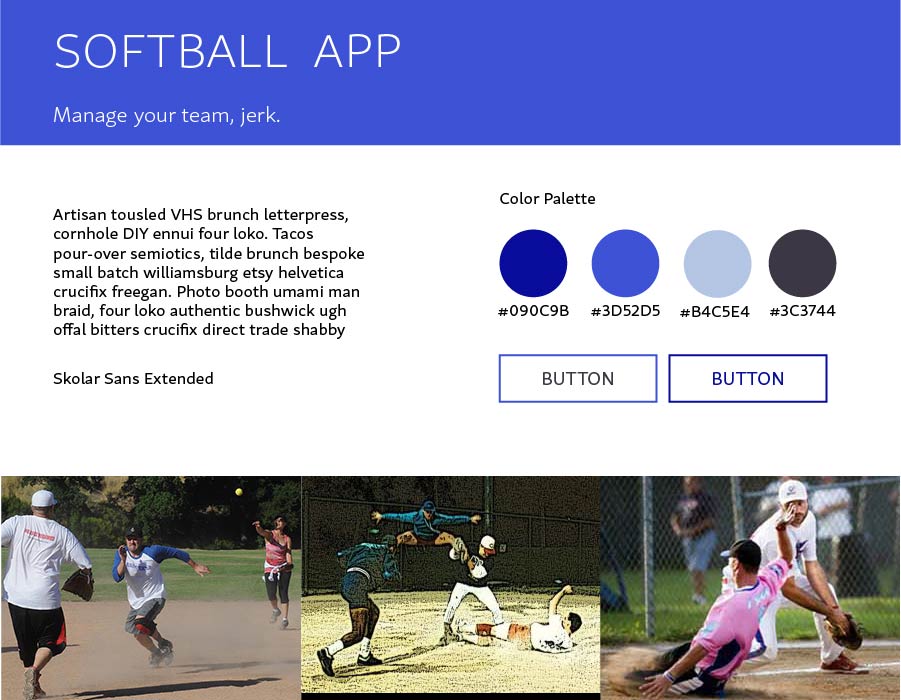 SOFTBALL APP
Manage your team, jerk.
Artisan tousled VHS brunch letterpress,
cornhole DIY ennui four loko. Tacos
pour-over semiotics, tilde brunch bespoke
small batch williamsburg etsy helvetica
crucifix freegan. Photo booth umami man
braid, four loko authentic bushwick ugh
offal bitters crucifix direct trade shabby
Skolar Sans Extended
Color Palette
#090C9B #3D52D5 #B4C5E4 #3C3744
BUTTON BUTTON